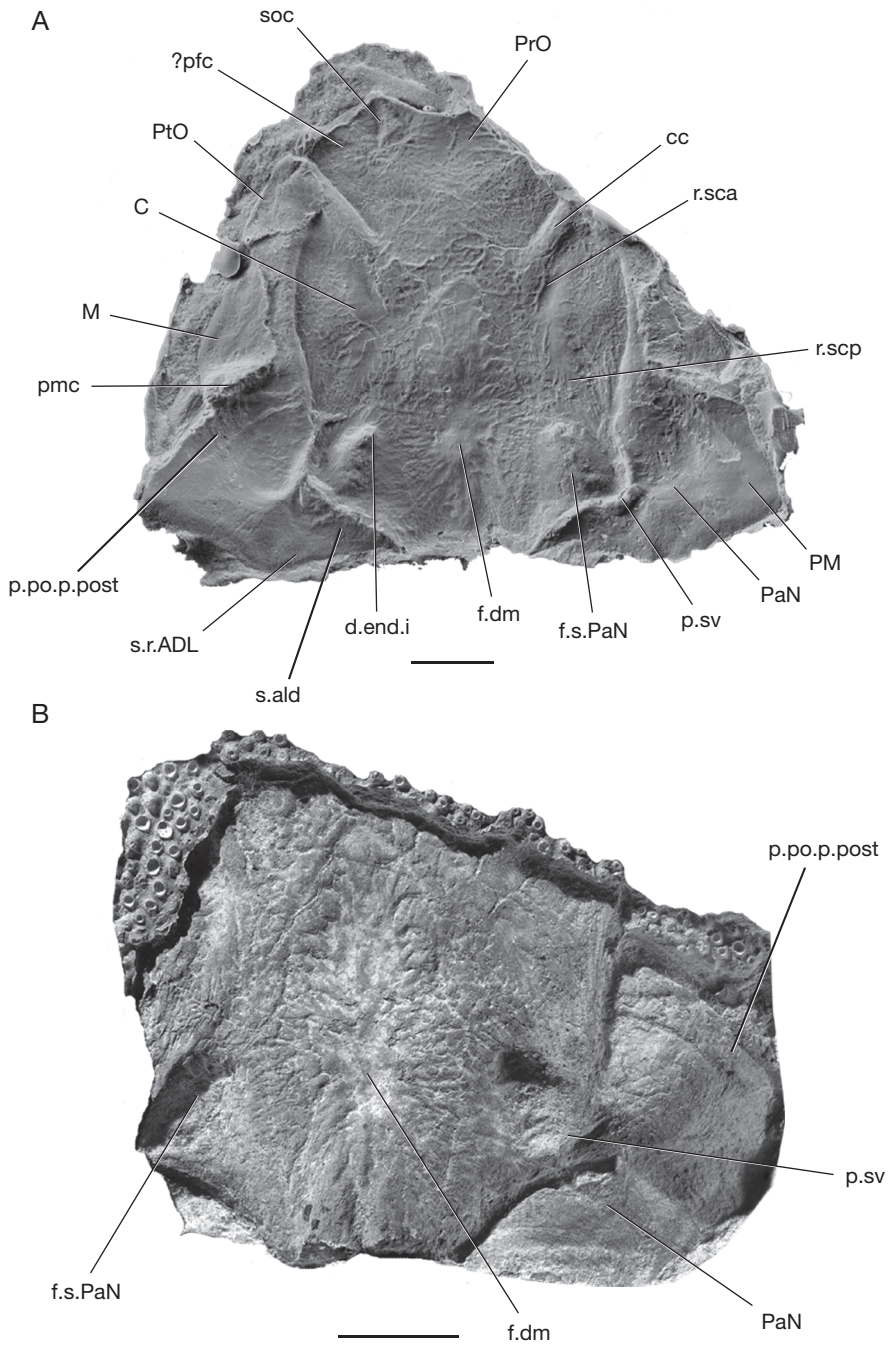 A
soc
PrO
?pfc
PtO
cc
C
r.sca
M
r.scp
pmc
p.po.p.post
s.r.ADL
s.ald
d.end.i
f.dm
f.s.PaN
p.sv
PaN
PM
B
p.po.p.post
p.sv
f.s.PaN
f.dm
PaN